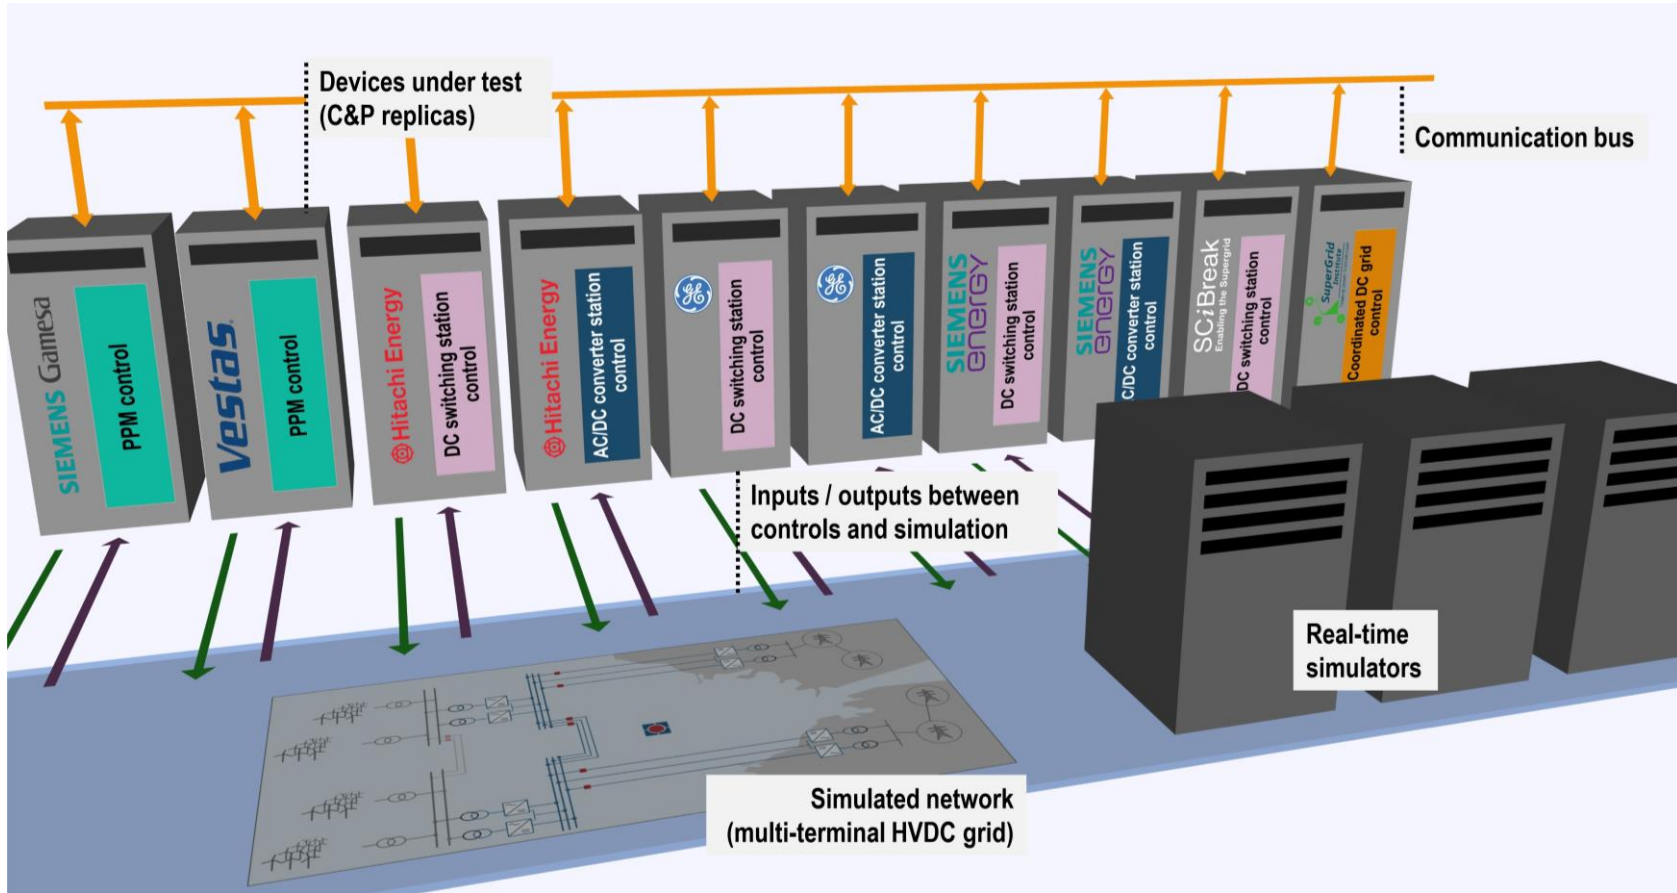 Devices under test
(C&P replicas)
Communication bus
SIEMENS Gamesa
PPM control
Vestas
PPM control
Hitachi Energy
DC switching station
control
Hitachi Energy
AC/DC converter station
control
GE
DC switching station
control
GE
AC/DC converter station
control
SIEMENS
energy
DC switching station
control
SIEMENS
energy
C/DC converter station
control
SCiBreak
Enabling the Supergrid
DC switching station
control
SuperGrid
Institute
Coordinated DC grid
control
Inputs / outputs between
controls and simulation
Real-time
simulators
Simulated network
(multi-terminal HVDC grid)